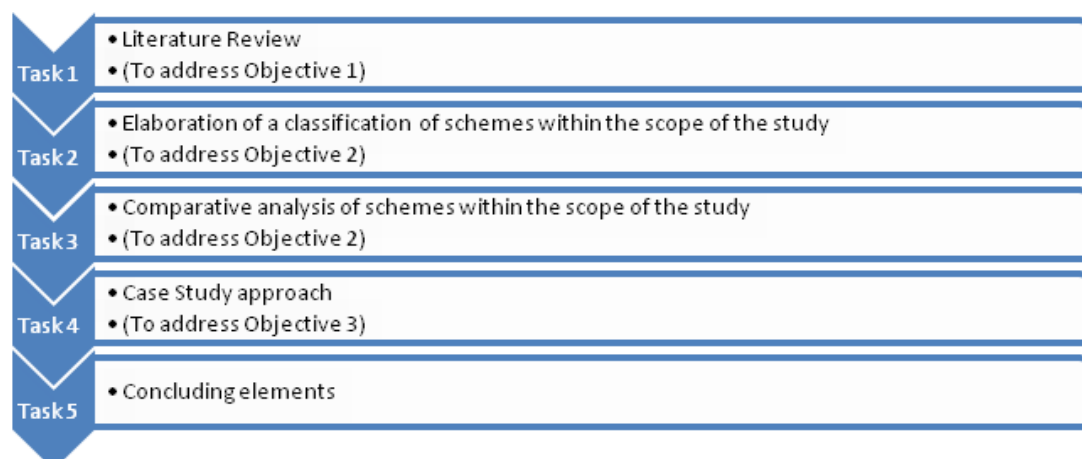 Task 1
• Literature Review
• (To address Objective 1)
Task 2
• Elaboration of a classification of schemes within the scope of the study
• (To address Objective 2)
Task 3
• Comparative analysis of schemes within the scope of the study
• (To address Objective 2)
Task 4
• Case Study approach
• (To address Objective 3)
Task 5
• Concluding elements